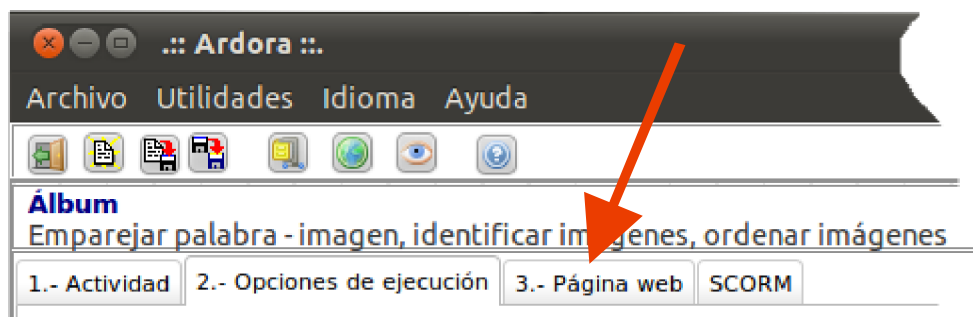 .:: Ardora ::.
Archivo Utilidades Idioma Ayuda
Álbum
Emparejar palabra - imagen, identificar imágenes, ordenar imágenes
1.- Actividad 2.- Opciones de ejecución 3.- Página web SCORM